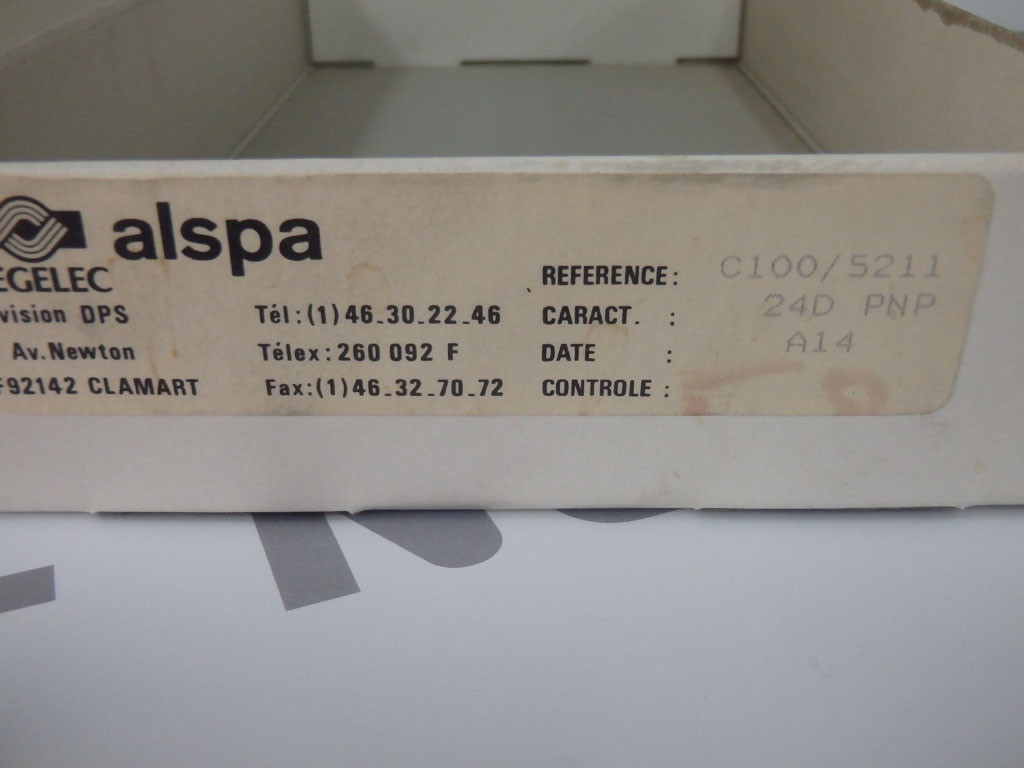 alspa
EGELEC
vision DPS Tél:(1)46.30.22.46
Av.Newton Télex:260 092 F
F92142 CLAMART Fax:(1)46.32.70.72
REFERENCE: C100/5211
CARACT. : 24D PNP
DATE : A14
CONTROLE :